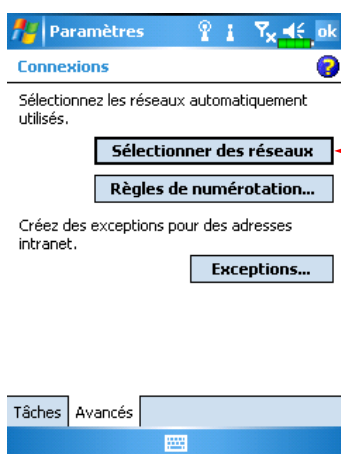 Paramètres ok
Connexions
Sélectionnez les réseaux automatiquement
utilisés.
Sélectionner des réseaux
Règles de numérotation...
Créez des exceptions pour des adresses
intranet.
Exceptions...
Tâches Avancés